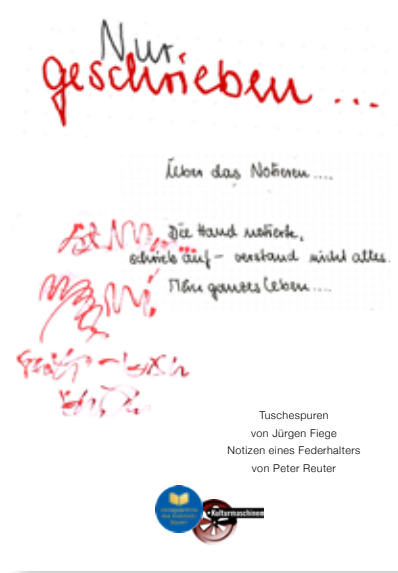 Nur
geschrieben ...
Über das Notieren ....
Die Hand notierte,
schrieb auf – verstand nicht alles.
Mein ganzes Leben ....
Tuschespuren
von Jürgen Fiege
Notizen eines Federhalters
von Peter Reuter
Kulturmaschinen